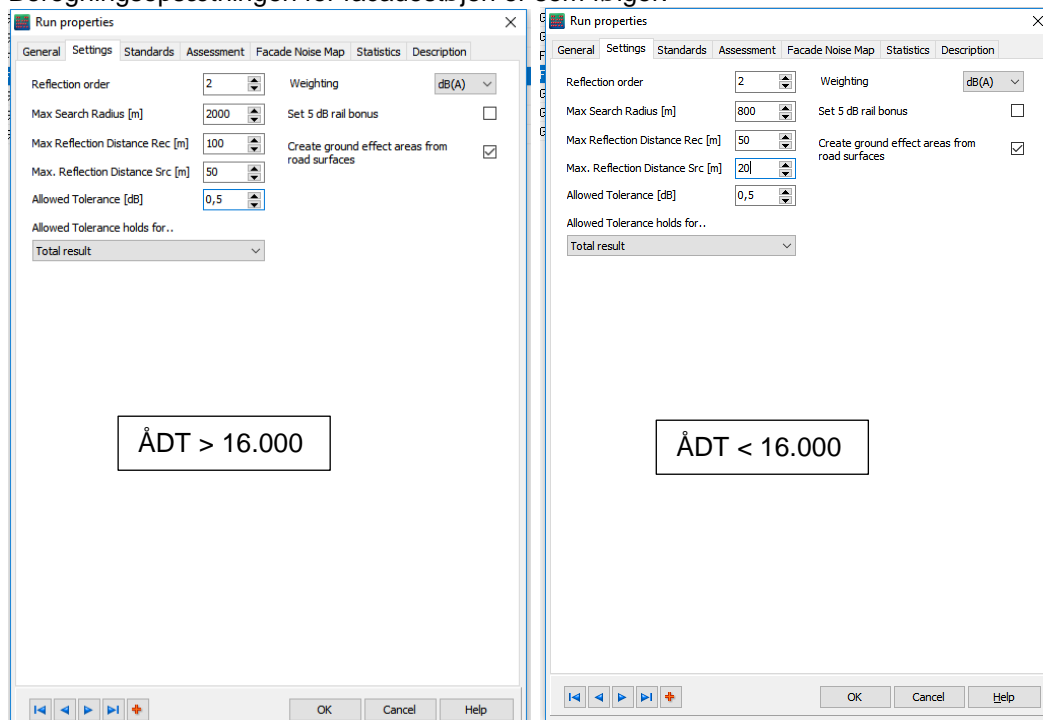 Beregningsopsætningen for facadestøjen er som følger:
Run properties
General Settings Standards Assessment Facade Noise Map Statistics Description
Reflection order 2 Weighting dB(A)
Max Search Radius [m] 2000 Set 5 dB rail bonus
Max Reflection Distance Rec [m] 100 Create ground effect areas from
road surfaces
Max. Reflection Distance Src [m] 50
Allowed Tolerance [dB] 0,5
Allowed Tolerance holds for..
Total result
ÅDT > 16.000
OK Cancel Help
Run properties
General Settings Standards Assessment Facade Noise Map Statistics Description
Reflection order 2 Weighting dB(A)
Max Search Radius [m] 800 Set 5 dB rail bonus
Max Reflection Distance Rec [m] 50 Create ground effect areas from
road surfaces
Max. Reflection Distance Src [m] 20
Allowed Tolerance [dB] 0,5
Allowed Tolerance holds for..
Total result
ÅDT < 16.000
OK Cancel Help